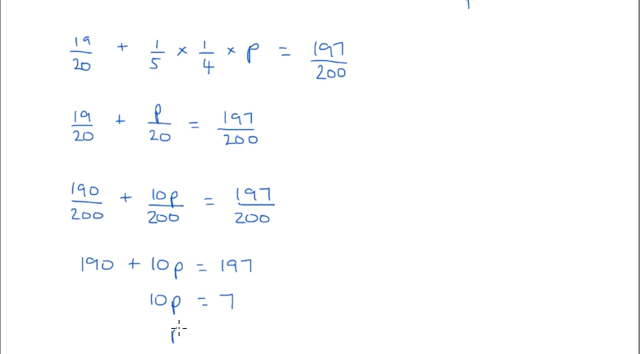 19/20 + 1/5 × 1/4 × p = 197/200
19/20 + p/20 = 197/200
190/200 + 10p/200 = 197/200
190 + 10p = 197
10p = 7